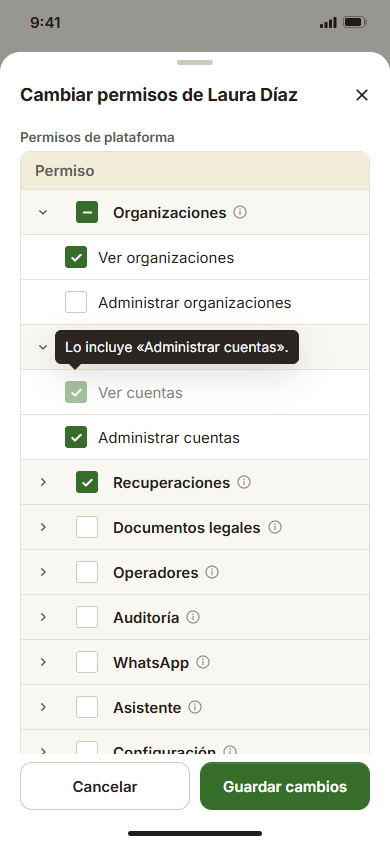 9:41
Cambiar permisos de Laura Díaz
Permisos de plataforma
Permiso
Organizaciones
Ver organizaciones
Administrar organizaciones
Lo incluye «Administrar cuentas».
Ver cuentas
Administrar cuentas
Recuperaciones
Documentos legales
Operadores
Auditoría
WhatsApp
Asistente
Configuración
Cancelar
Guardar cambios